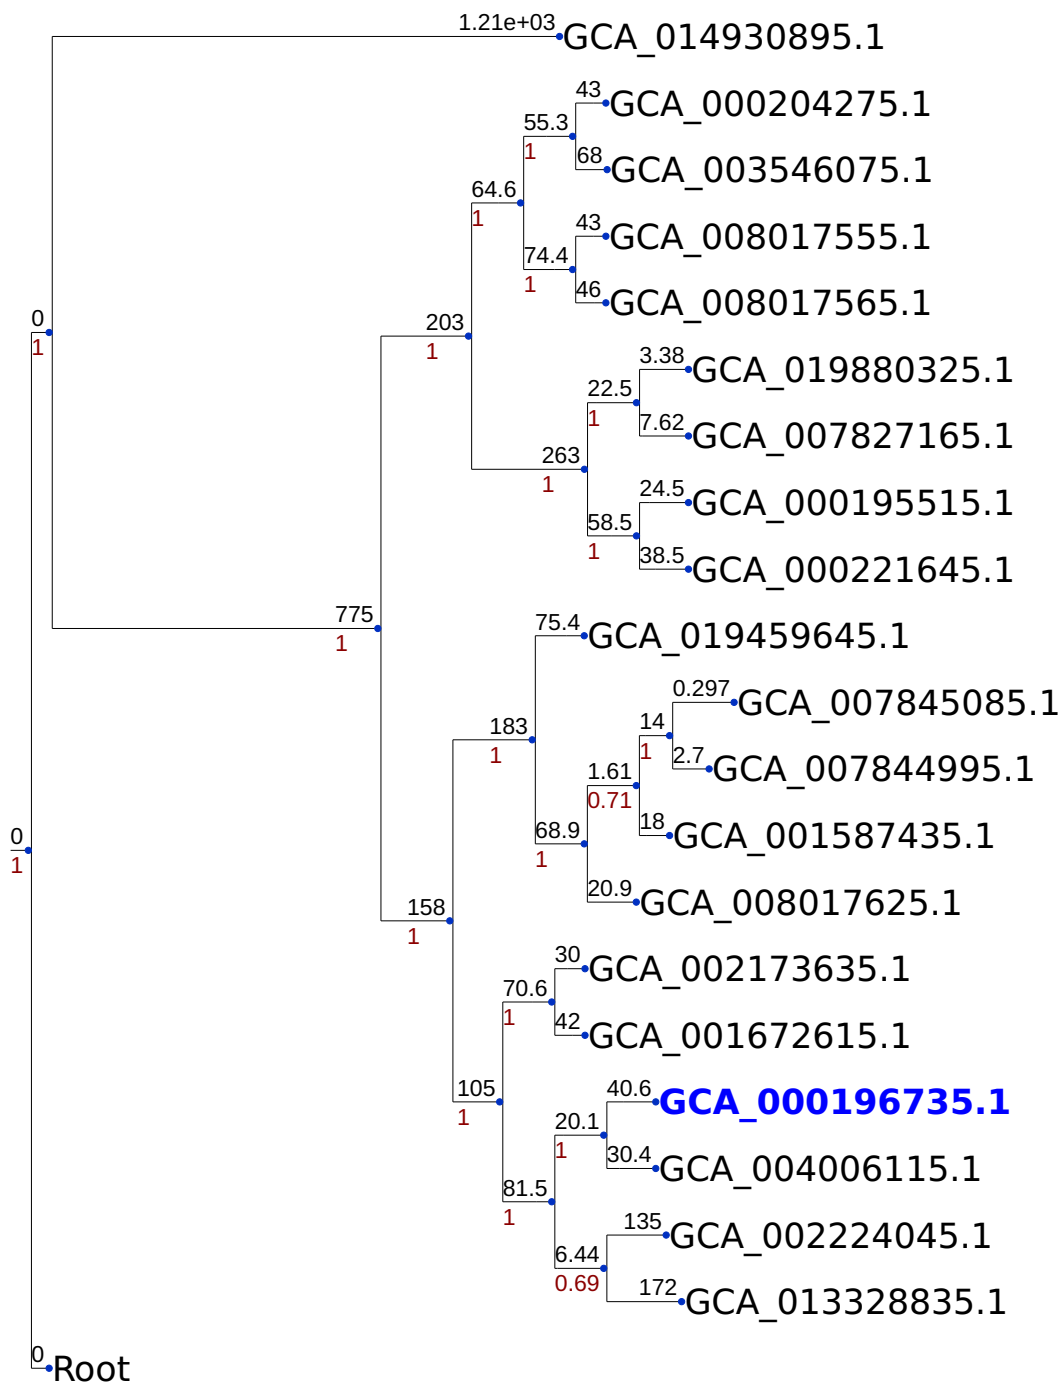 1.21e+03 GCA_014930895.1
43 GCA_000204275.1
55.3
1
68 GCA_003546075.1
64.6
1
43 GCA_008017555.1
74.4
1
46 GCA_008017565.1
0
1
203
1
3.38 GCA_019880325.1
22.5
1
7.62 GCA_007827165.1
263
1
24.5 GCA_000195515.1
58.5
1
38.5 GCA_000221645.1
775
1
75.4 GCA_019459645.1
0.297 GCA_007845085.1
183
1
14
1
2.7 GCA_007844995.1
1.61
0.71
18 GCA_001587435.1
68.9
1
0
1
20.9 GCA_008017625.1
158
1
30 GCA_002173635.1
70.6
1
42 GCA_001672615.1
105
1
40.6 GCA_000196735.1
20.1
1
30.4 GCA_004006115.1
81.5
1
135 GCA_002224045.1
6.44
0.69
172 GCA_013328835.1
0 Root